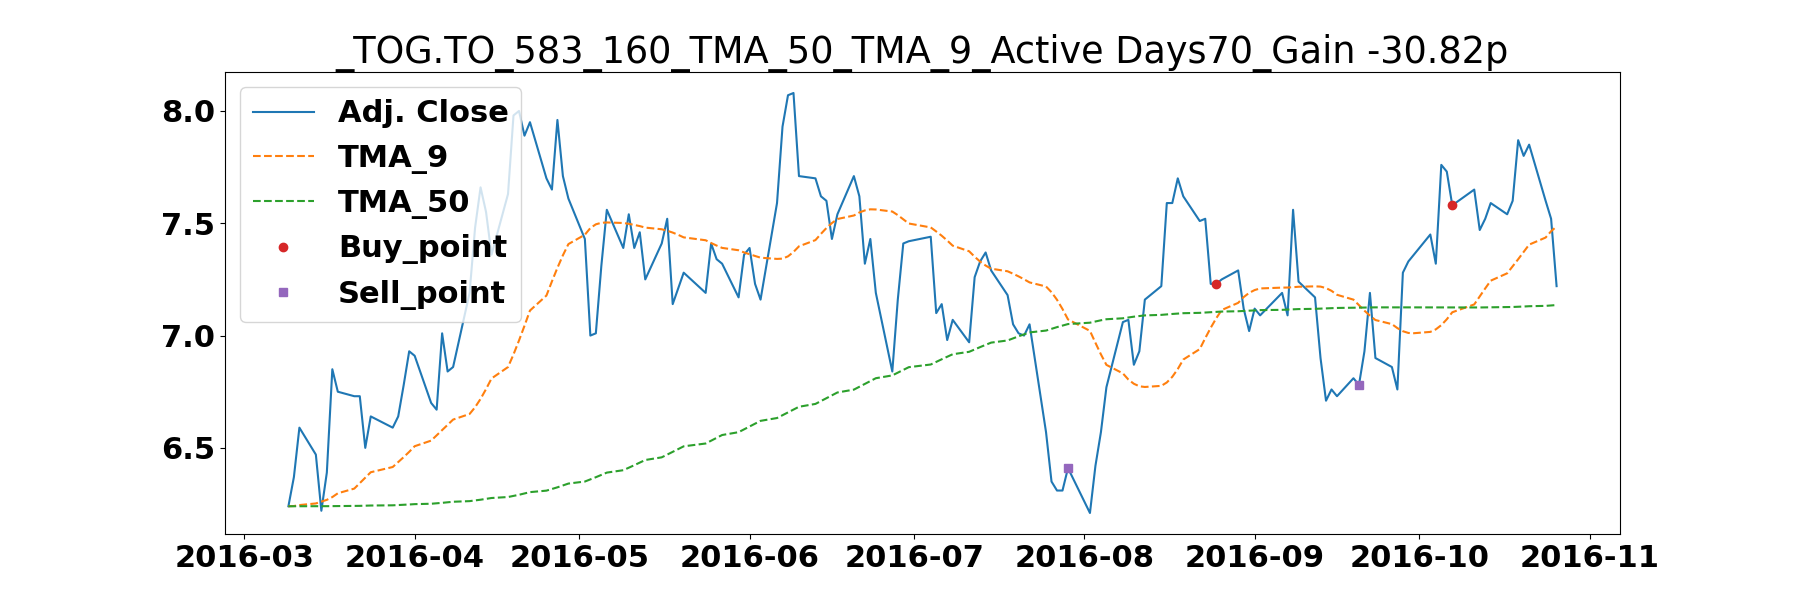 _TOG.TO_583_160_TMA_50_TMA_9_Active Days70_Gain -30.82p
8.0
7.5
7.0
6.5
Adj. Close
TMA_9
TMA_50
Buy_point
Sell_point
2016-03 2016-04 2016-05 2016-06 2016-07 2016-08 2016-09 2016-10 2016-11